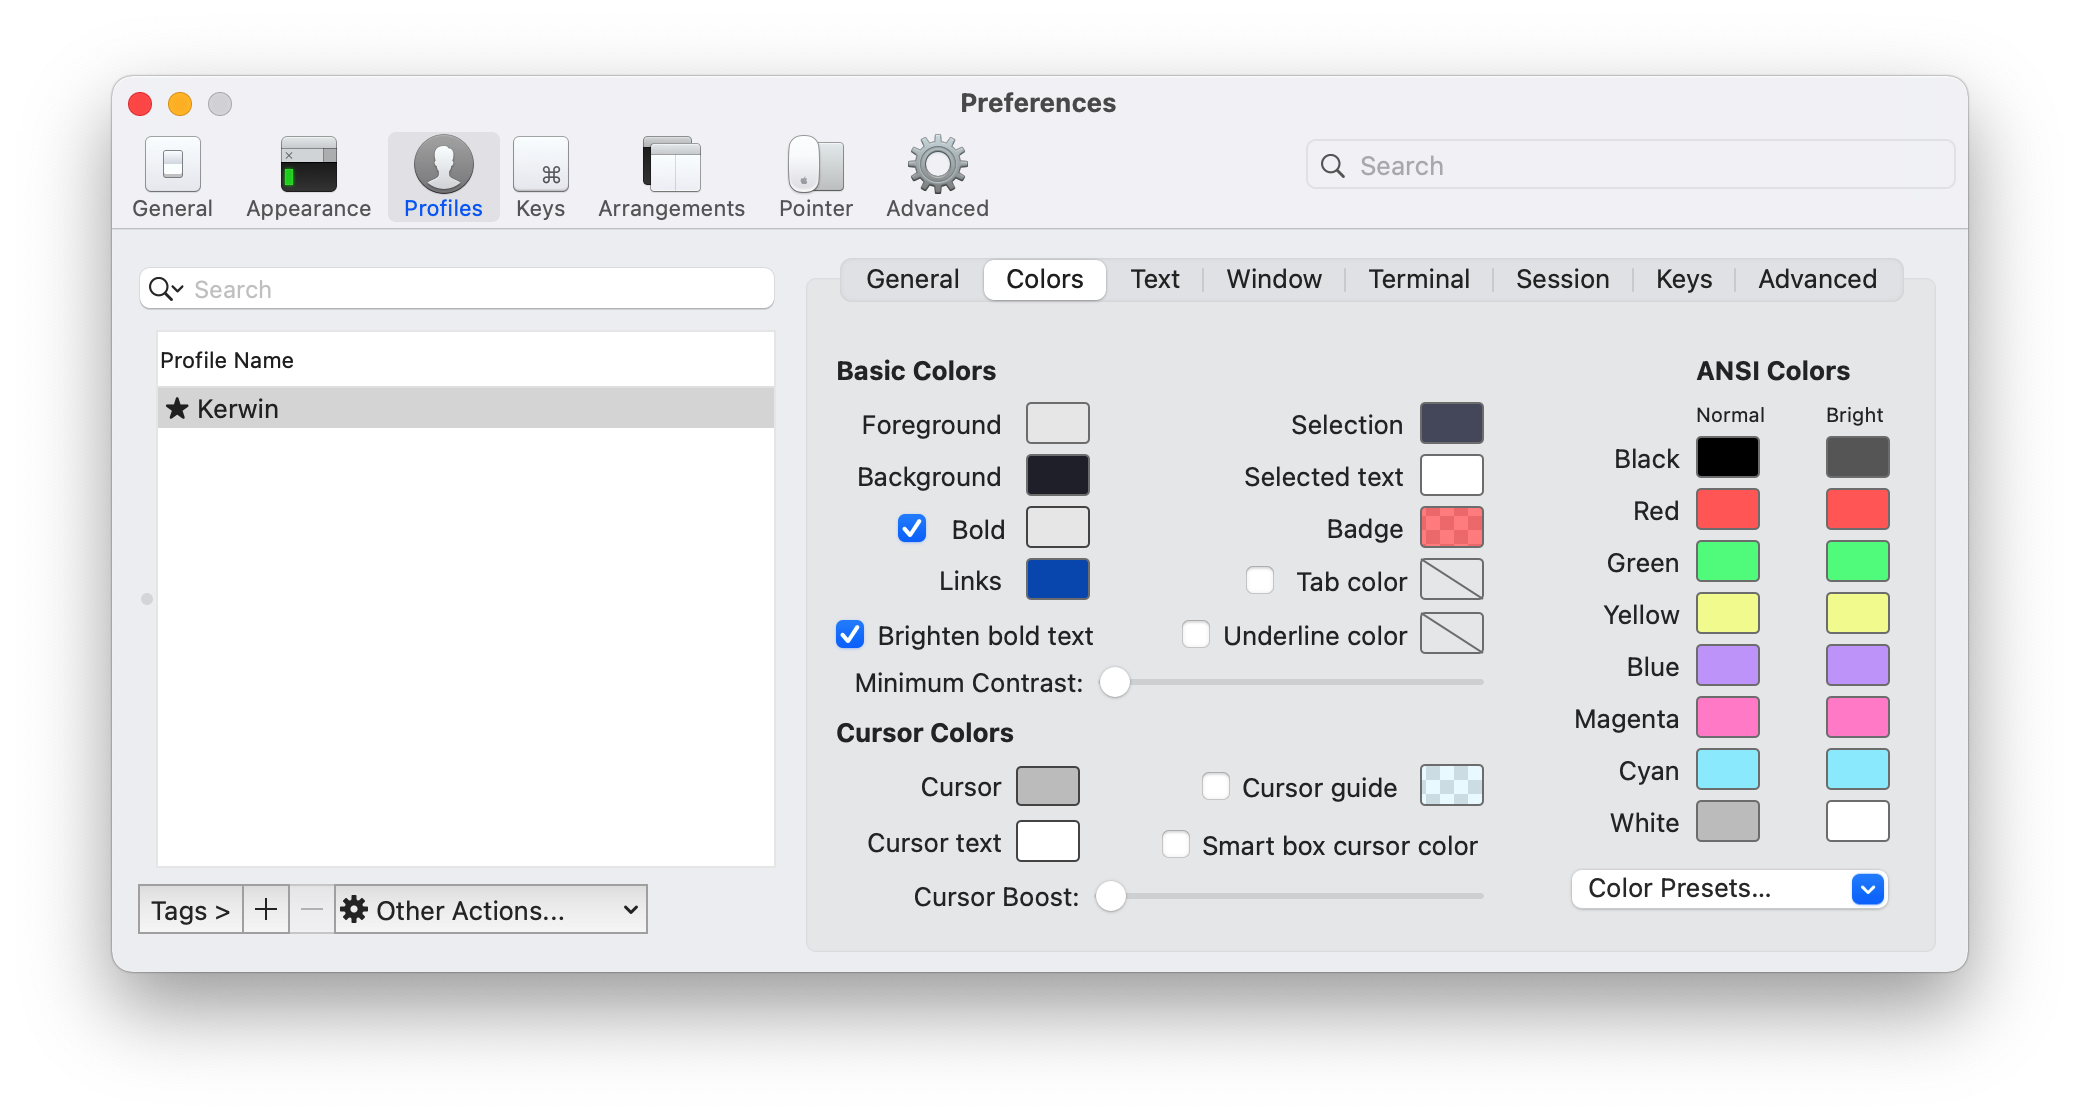 Preferences
General
Appearance
Profiles
Keys
Arrangements
Pointer
Advanced
Search
Search
Profile Name
★ Kerwin
Tags >
+
—
Other Actions...
General
Colors
Text
Window
Terminal
Session
Keys
Advanced
Basic Colors
Foreground
Background
Bold
Links
Brighten bold text
Minimum Contrast:
Selection
Selected text
Badge
Tab color
Underline color
Cursor Colors
Cursor
Cursor text
Cursor Boost:
Cursor guide
Smart box cursor color
ANSI Colors
Normal Bright
Black
Red
Green
Yellow
Blue
Magenta
Cyan
White
Color Presets...